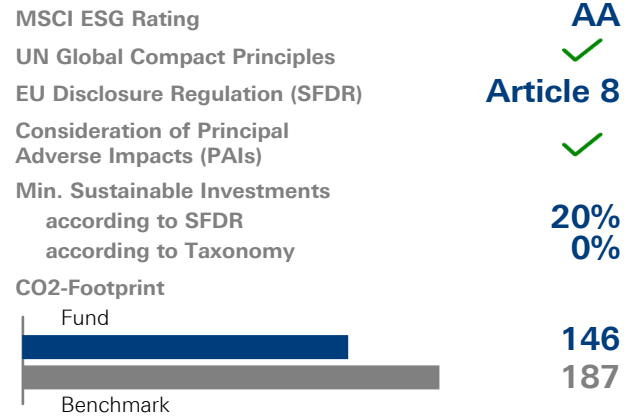 MSCI ESG Rating AA
UN Global Compact Principles
EU Disclosure Regulation (SFDR) Article 8
Consideration of Principal
Adverse Impacts (PAIs)
Min. Sustainable Investments
according to SFDR 20%
according to Taxonomy 0%
CO2-Footprint
Fund
146
187
Benchmark